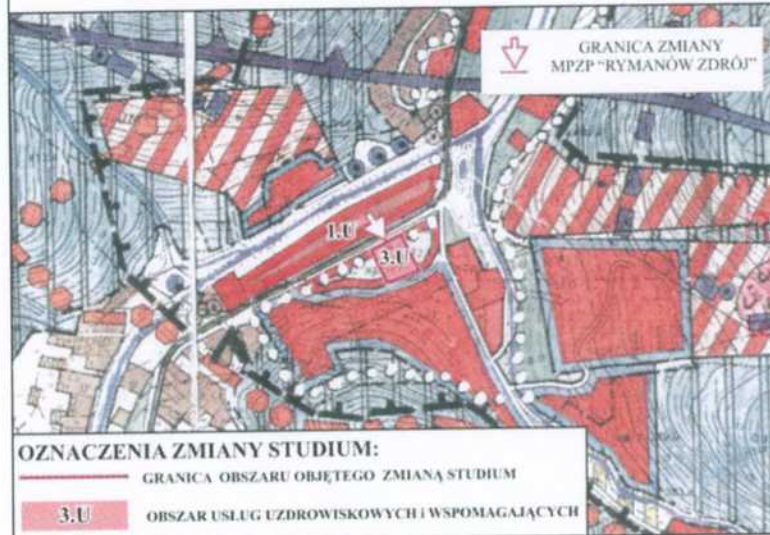 GRANICA ZMIANY
MPZP "RYMANÓW ZDRÓJ"
1.U
3.U
OZNACZENIA ZMIANY STUDIUM:
GRANICA OBSZARU OBJĘTEGO ZMIANĄ STUDIUM
3.U OBSZAR USŁUG UZDROWISKOWYCH i WSPOMAGAJĄCYCH